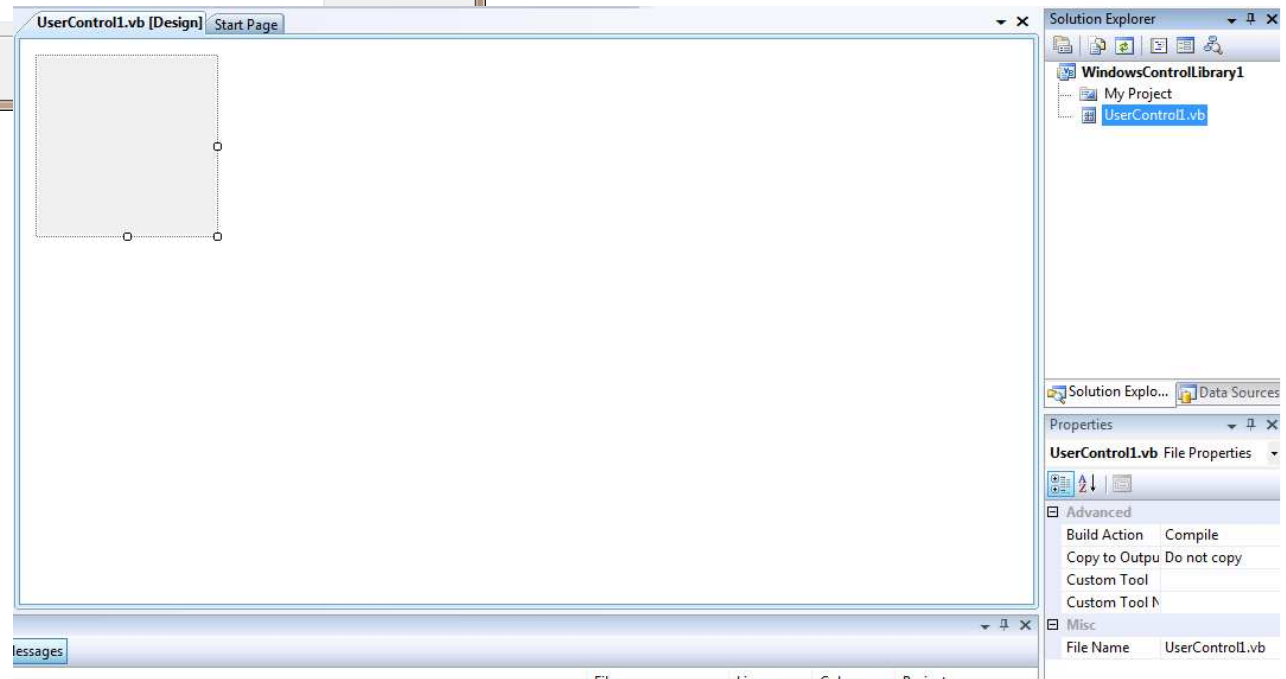 UserControl1.vb [Design] Start Page
Solution Explorer
WindowsControlLibrary1
My Project
UserControl1.vb
Solution Explo... Data Sources
Properties
UserControl1.vb File Properties
Advanced
Build Action Compile
Copy to Outpu Do not copy
Custom Tool
Custom Tool N
Misc
File Name UserControl1.vb
Messages